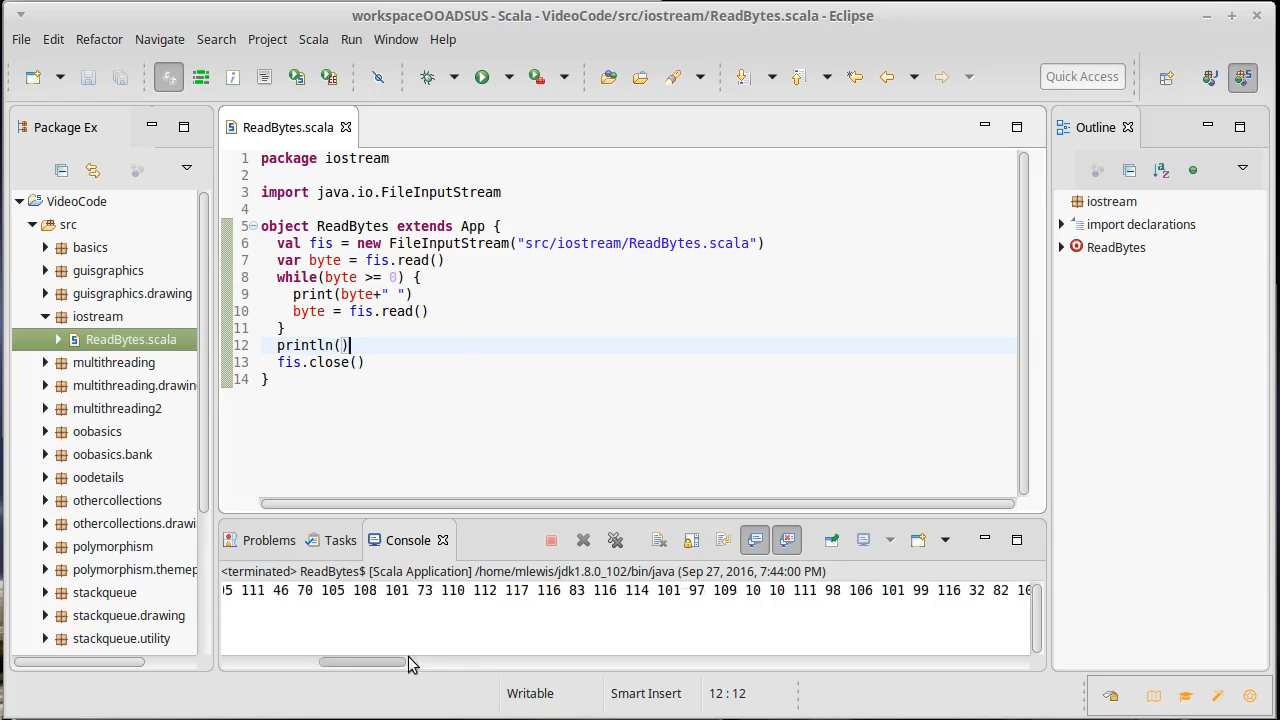 workspaceOOADSUS - Scala - VideoCode/src/iostream/ReadBytes.scala - Eclipse
File Edit Refactor Navigate Search Project Scala Run Window Help
Quick Access
Package Ex
VideoCode
src
basics
guisgraphics
guisgraphics.drawing
iostream
ReadBytes.scala
multithreading
multithreading.drawin
multithreading2
oobasics
oobasics.bank
oodetails
othercollections
othercollections.drawi
polymorphism
polymorphism.themep
stackqueue
stackqueue.drawing
stackqueue.utility
ReadBytes.scala
1 package iostream
2
3 import java.io.FileInputStream
4
5 object ReadBytes extends App {
6 val fis = new FileInputStream("src/iostream/ReadBytes.scala")
7 var byte = fis.read()
8 while(byte >= 0) {
9 print(byte+" ")
10 byte = fis.read()
11 }
12 println()
13 fis.close()
14 }
Outline
iostream
import declarations
ReadBytes
Problems Tasks Console
<terminated> ReadBytes$ [Scala Application] /home/mlewis/jdk1.8.0_102/bin/java (Sep 27, 2016, 7:44:00 PM)
111 46 70 105 108 101 73 110 112 117 116 83 116 114 101 97 109 10 10 111 98 106 101 99 116 32 82
Writable Smart Insert 12 : 12